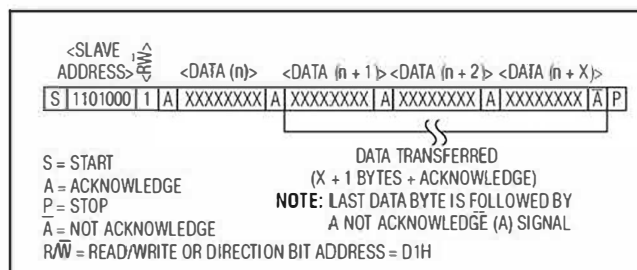 <SLAVE ADDRESS> <RW> <DATA (n)> <DATA (n + 1)> <DATA (n + 2)> <DATA (n + X)>
S 1101000 1 A XXXXXXXX A XXXXXXXX A XXXXXXXX A XXXXXXXX A̅ P
S = START
A = ACKNOWLEDGE
P = STOP
A̅ = NOT ACKNOWLEDGE
R/W̅ = READ/WRITE OR DIRECTION BIT ADDRESS = D1H
DATA TRANSFERRED
(X + 1 BYTES + ACKNOWLEDGE)
NOTE: LAST DATA BYTE IS FOLLOWED BY
A NOT ACKNOWLEDGE (A) SIGNAL